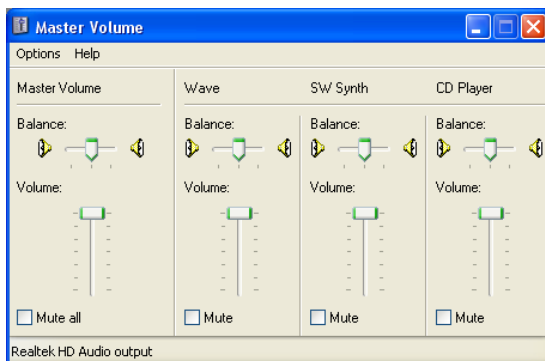 Master Volume
Options Help
Master Volume Wave SW Synth CD Player
Balance: Balance: Balance: Balance:
Volume: Volume: Volume: Volume:
Mute all Mute Mute Mute
Realtek HD Audio output